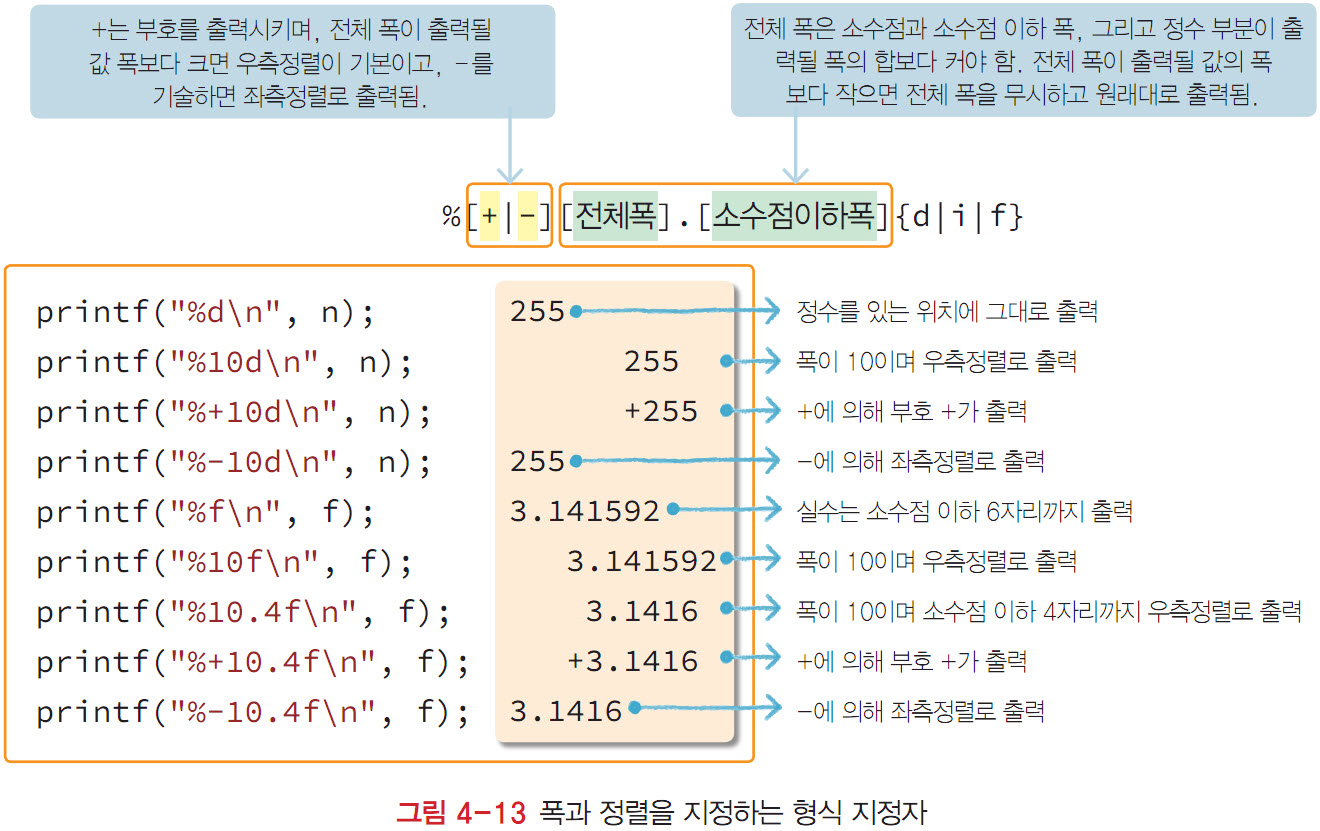 +는 부호를 출력시키며, 전체 폭이 출력될
값 폭보다 크면 우측정렬이 기본이고, -를
기술하면 좌측정렬로 출력됨.
전체 폭은 소수점과 소수점 이하 폭, 그리고 정수 부분이 출
력될 폭의 합보다 커야 함. 전체 폭이 출력될 값의 폭
보다 작으면 전체 폭을 무시하고 원래대로 출력됨.
%[+|-][전체폭].[소수점이하폭]{d|i|f}
printf("%d\n", n); 255 정수를 있는 위치에 그대로 출력
printf("%10d\n", n); 255 폭이 10이며 우측정렬로 출력
printf("%+10d\n", n); +255 +에 의해 부호 +가 출력
printf("%-10d\n", n); 255 -에 의해 좌측정렬로 출력
printf("%f\n", f); 3.141592 실수는 소수점 이하 6자리까지 출력
printf("%10f\n", f); 3.141592 폭이 10이며 우측정렬로 출력
printf("%10.4f\n", f); 3.1416 폭이 10이며 소수점 이하 4자리까지 우측정렬로 출력
printf("%+10.4f\n", f); +3.1416 +에 의해 부호 +가 출력
printf("%-10.4f\n", f); 3.1416 -에 의해 좌측정렬로 출력
그림 4-13 폭과 정렬을 지정하는 형식 지정자